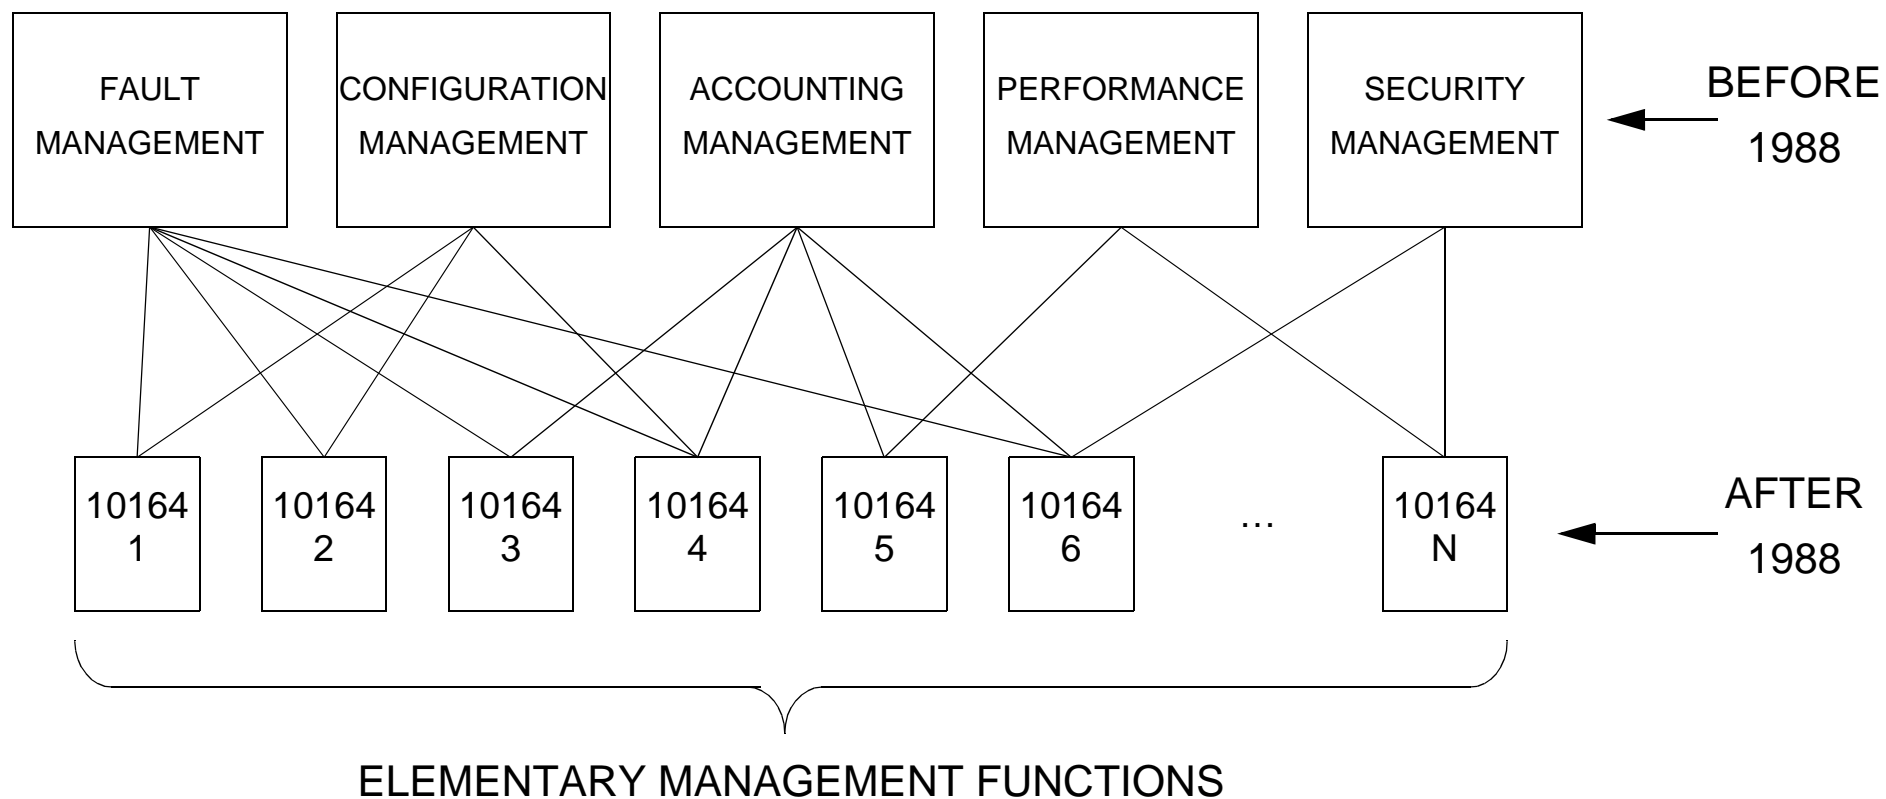 FAULT
MANAGEMENT
CONFIGURATION
MANAGEMENT
ACCOUNTING
MANAGEMENT
PERFORMANCE
MANAGEMENT
SECURITY
MANAGEMENT
BEFORE
1988
10164
1
10164
2
10164
3
10164
4
10164
5
10164
6
...
10164
N
AFTER
1988
ELEMENTARY MANAGEMENT FUNCTIONS